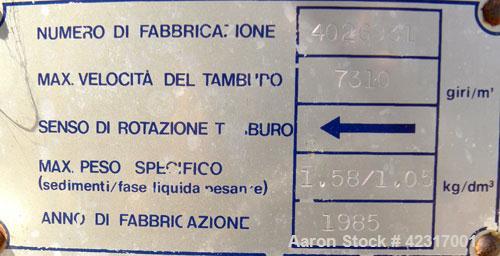 NUMERO DI FABBRICAZIONE
MAX. VELOCITÀ DEL TAMBURO 7310 giri/m'
SENSO DI ROTAZIONE TAMBURO
MAX. PESO SPECIFICO 1.58/1.05
(sedimenti/fase liquida pesante) kg/dm³
ANNO DI FABBRICAZIONE 1985
Aaron Stock # 42317001